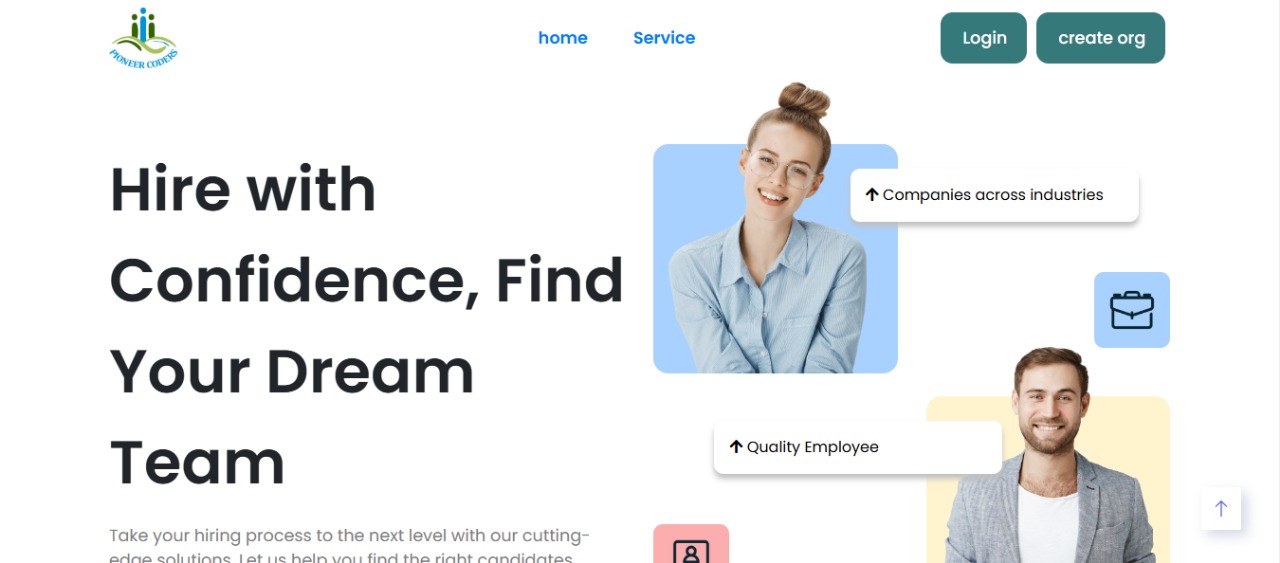 PIONEER CODERS
home
Service
Login
create org
Hire with
Confidence, Find
Your Dream
Team
Companies across industries
Quality Employee
Take your hiring process to the next level with our cutting-
edge solutions. Let us help you find the right candidates